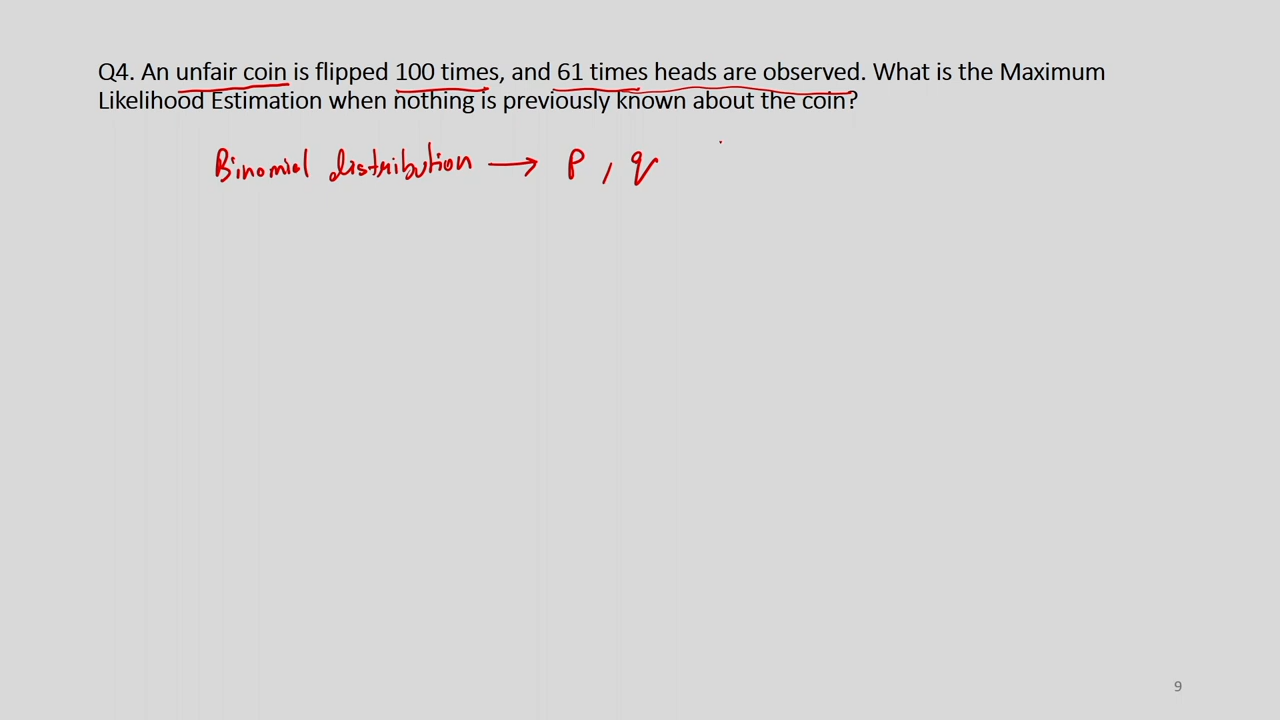 Q4. An unfair coin is flipped 100 times, and 61 times heads are observed. What is the Maximum
Likelihood Estimation when nothing is previously known about the coin?
Binomial distribution → p, q
9